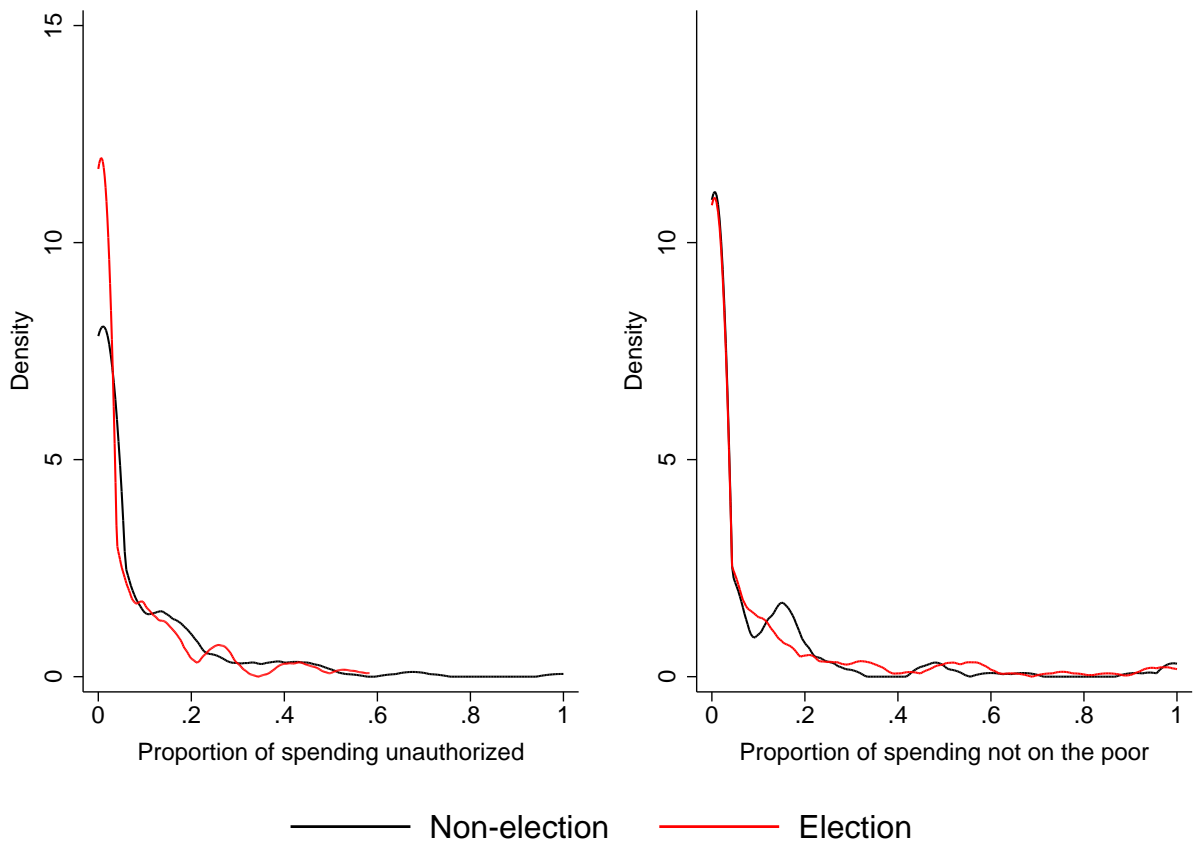 15
10
5
0
Density
0 .2 .4 .6 .8 1
Proportion of spending unauthorized
10
5
0
Density
0 .2 .4 .6 .8 1
Proportion of spending not on the poor
Non-election Election